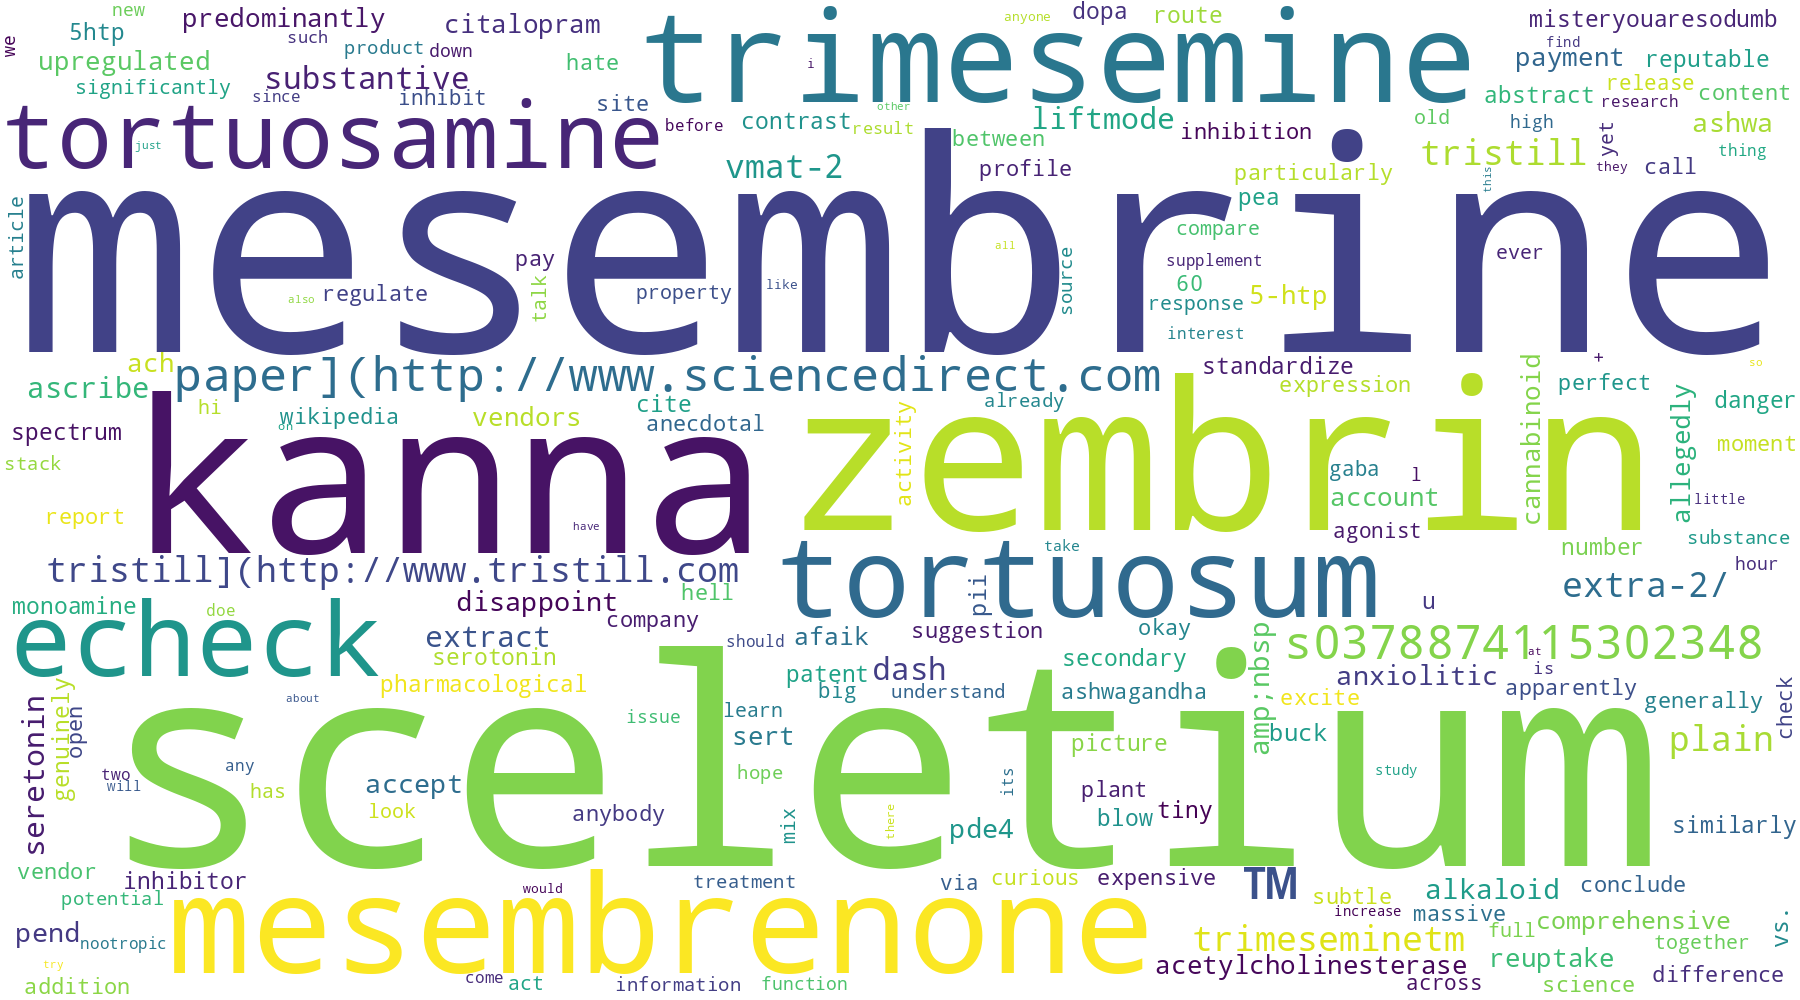 new
predominantly
citalopram
trimesemine
anyone
dopa
route
misteryouaresodumb
we
5htp
such
product
down
i
find
payment
reputable
upregulated
substantive
hate
significantly
since
inhibit
site
other
abstract
release
research
content
tortuosamine
just
before
contrast
result
liftmode
between
inhibition
old
high
yet
ashwa
vmat-2
profile
particularly
tristill
they
call
thing
mesembrine
article
also
regulate
pay
talk
property
like
all
source
pea
compare
supplement
60
response
5-htp
interest
this
ever
ach
paper](http://www.sciencedirect.com
standardize
+
so
ascribe
hi
wikipedia
on
vendors
cite
anecdotal
already
expression
cannabinoid
perfect
allegedly
danger
spectrum
stack
kanna
zembrin
activity
gaba
l
account
moment
little
report
have
agonist
number
substance
tristill](http://www.tristill.com
take
tortuosum
hour
monoamine
doe
disappoint
hell
pii
extra-2/
u
echeck
company
extract
should
afaik
suggestion
okay
amp;nbsp
s0378874115302348
at
serotonin
pharmacological
patent
dash
secondary
is
about
big
understand
ashwagandha
excite
anxiolitic
apparently
generally
seretonin
genuinely
open
sceletium
issue
learn
sert
picture
buck
plain
check
two
will
any
has
accept
look
hope
its
plant
study
anybody
mix
there
pde4
blow
tiny
similarly
vendor
inhibitor
would
treatment
via
curious
expensive
TM
subtle
alkaloid
conclude
potential
mesembrenone
increase
massive
pend
nootropic
trimeseminetm
full
comprehensive
vs.
together
try
addition
come
act
information
function
acetylcholinesterase
across
reuptake
science
difference